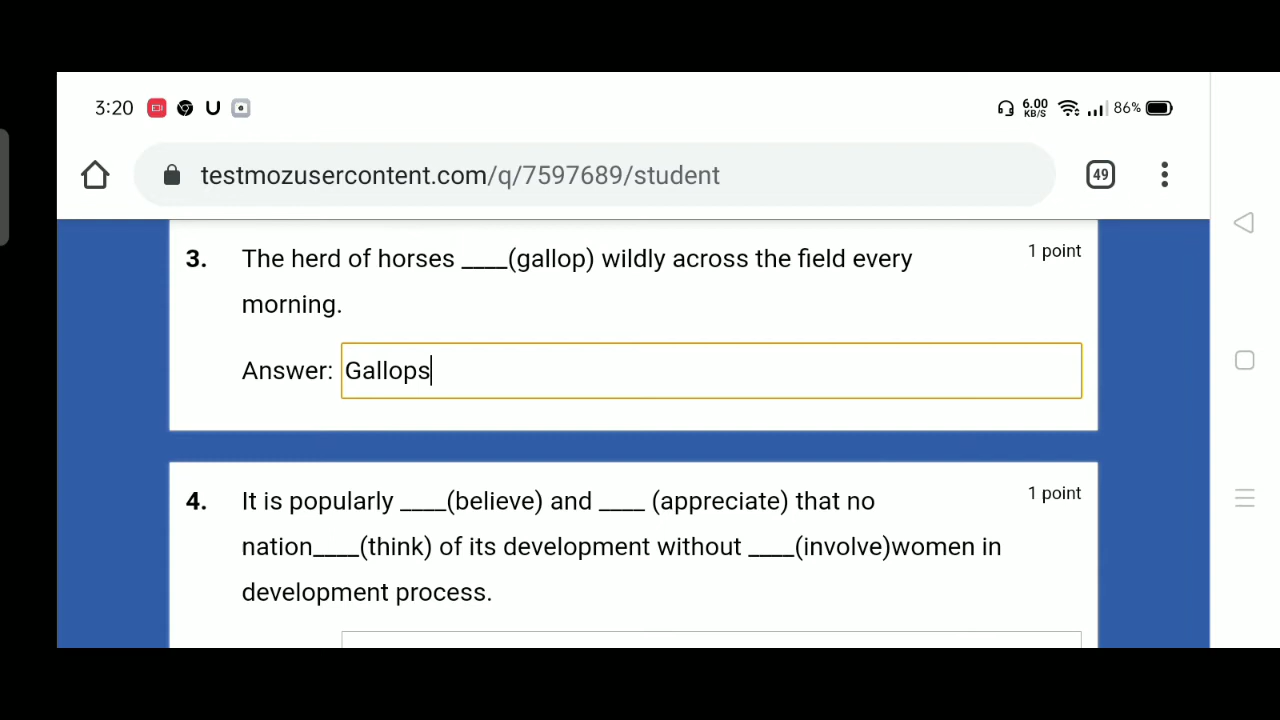 3:20 U 6.00 KB/S 86%
testmozusercontent.com/q/7597689/student 49
3. The herd of horses ____(gallop) wildly across the field every 1 point
morning.
Answer: Gallops
4. It is popularly ____(believe) and ____ (appreciate) that no 1 point
nation____(think) of its development without ____(involve)women in
development process.